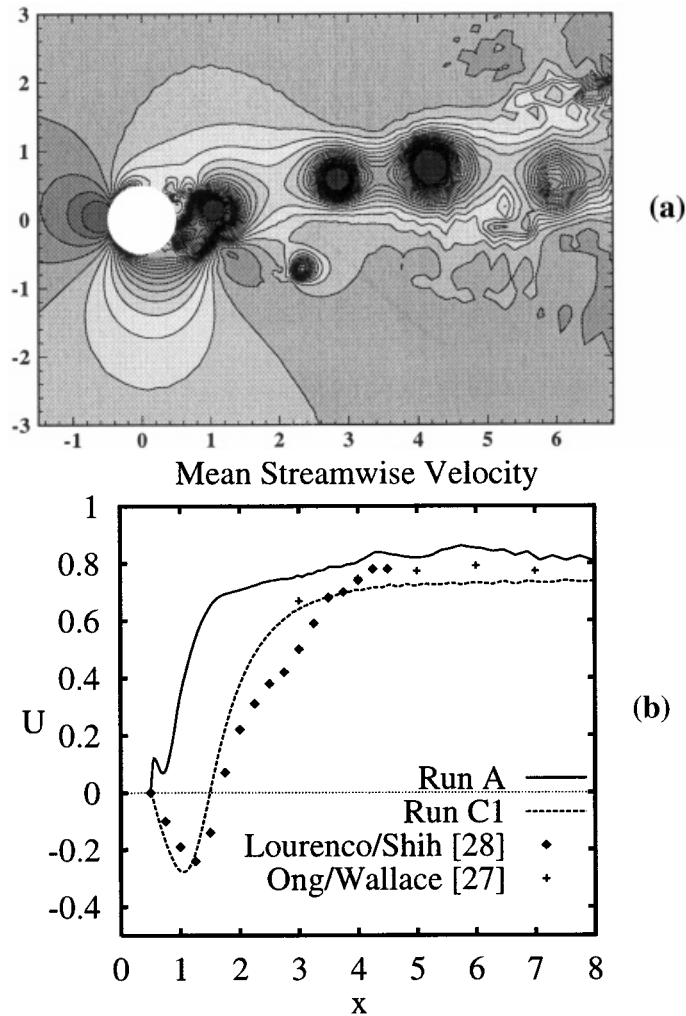 3
2
1
0
-1
-2
-3
-1 0 1 2 3 4 5 6
(a)
Mean Streamwise Velocity
1
0.8
0.6
0.4
0.2
0
-0.2
-0.4
U
Run A
Run C1
Lourenco/Shih [28]
Ong/Wallace [27]
0 1 2 3 4 5 6 7 8
x
(b)